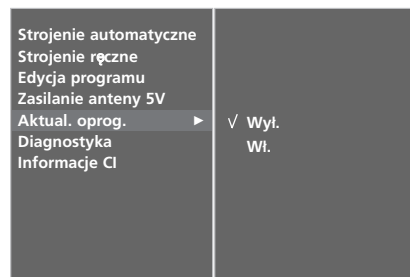 Strojenie automatyczne
Strojenie ręczne
Edycja programu
Zasilanie anteny 5V
Aktual. oprog. ►
√ Wył.
Wł.
Diagnostyka
Informacje CI